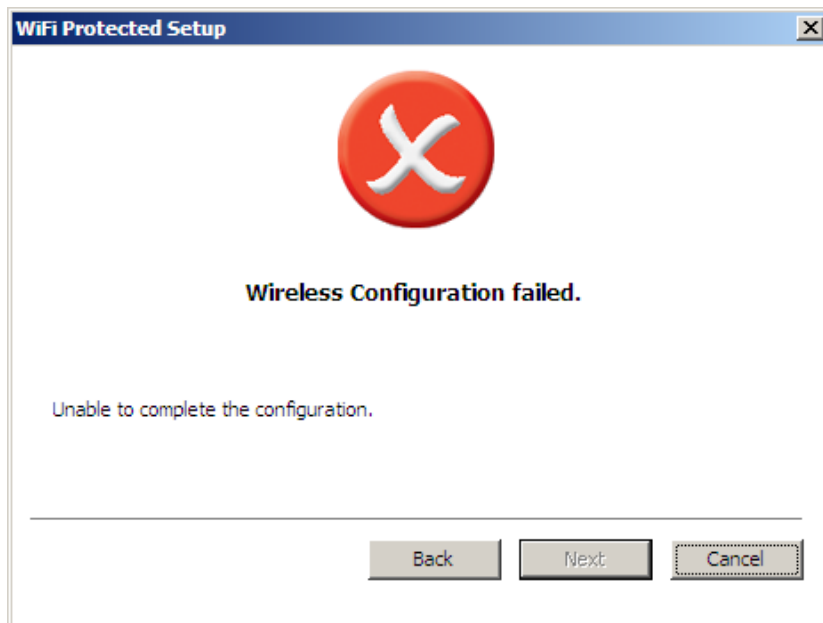 WiFi Protected Setup
Wireless Configuration failed.
Unable to complete the configuration.
Back
Next
Cancel